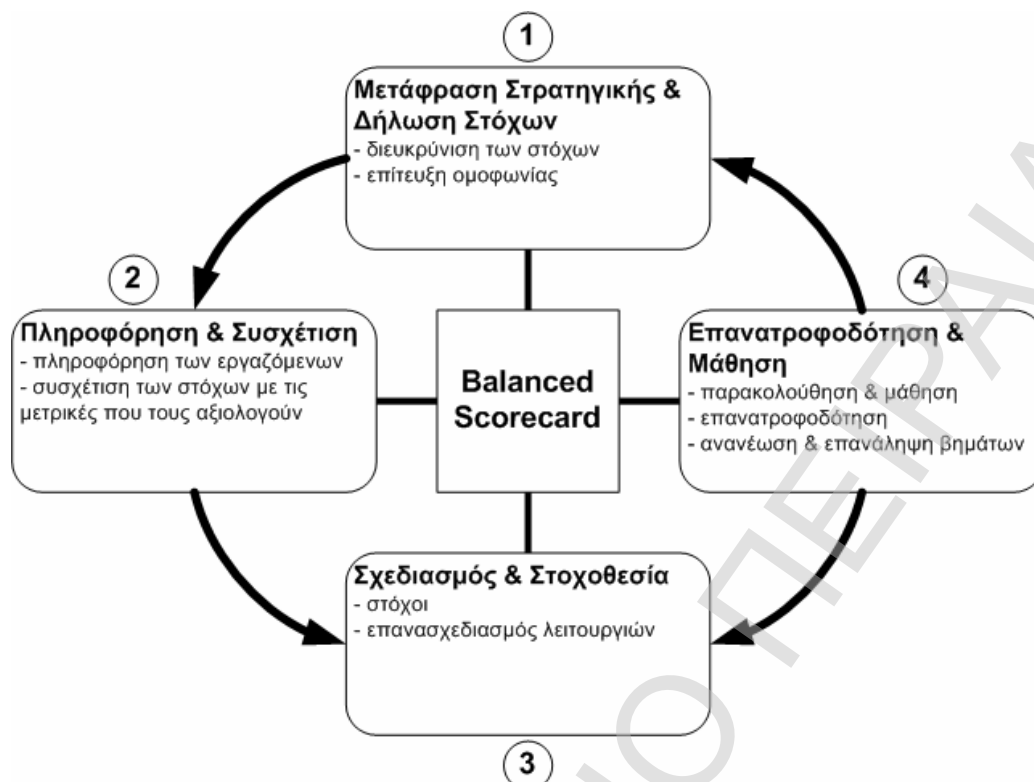 1
Μετάφραση Στρατηγικής &
Δήλωση Στόχων
- διευκρύνιση των στόχων
- επίτευξη ομοφωνίας
2
Πληροφόρηση & Συσχέτιση
- πληροφόρηση των εργαζόμενων
- συσχέτιση των στόχων με τις
μετρικές που τους αξιολογούν
Balanced
Scorecard
4
Επανατροφοδότηση &
Μάθηση
- παρακολούθηση & μάθηση
- επανατροφοδότηση
- ανανέωση & επανάληψη βημάτων
Σχεδιασμός & Στοχοθεσία
- στόχοι
- επανασχεδιασμός λειτουργιών
3